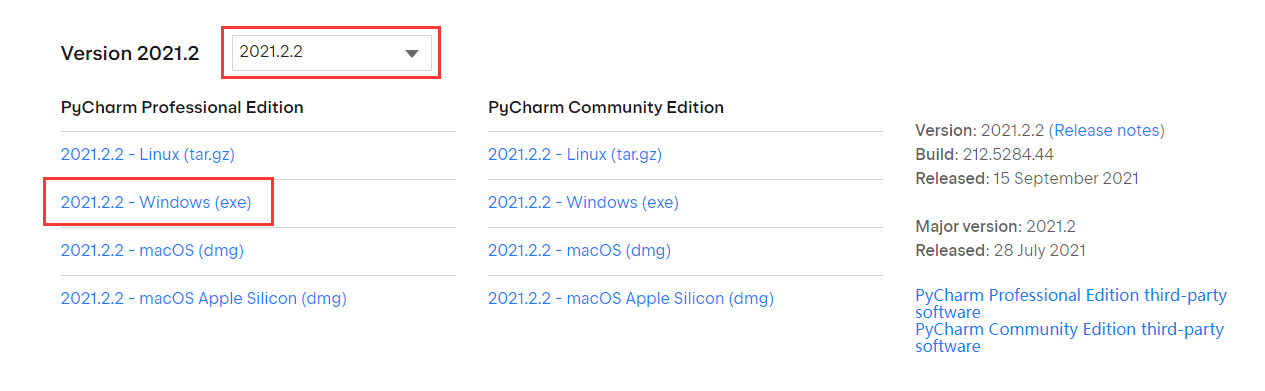 Version 2021.2
2021.2.2
PyCharm Professional Edition
2021.2.2 - Linux (tar.gz)
2021.2.2 - Windows (exe)
2021.2.2 - macOS (dmg)
2021.2.2 - macOS Apple Silicon (dmg)
PyCharm Community Edition
2021.2.2 - Linux (tar.gz)
2021.2.2 - Windows (exe)
2021.2.2 - macOS (dmg)
2021.2.2 - macOS Apple Silicon (dmg)
Version: 2021.2.2 (Release notes)
Build: 212.5284.44
Released: 15 September 2021
Major version: 2021.2
Released: 28 July 2021
PyCharm Professional Edition third-party
software
PyCharm Community Edition third-party
software